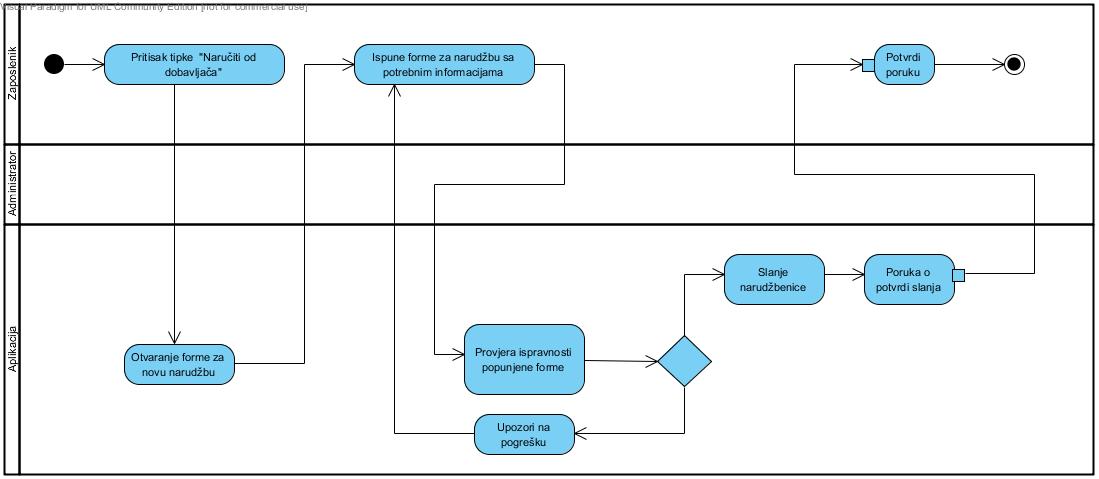 Visual Paradigm for UML Community Edition [not for commercial use]
Zaposlenik
Pritisak tipke "Naručiti od
dobavljača"
Ispune forme za narudžbu sa
potrebnim informacijama
Potvrdi
poruku
Administrator
Aplikacija
Slanje
narudžbenice
Poruka o
potvrdi slanja
Otvaranje forme za
novu narudžbu
Provjera ispravnosti
popunjene forme
Upozori na
pogrešku